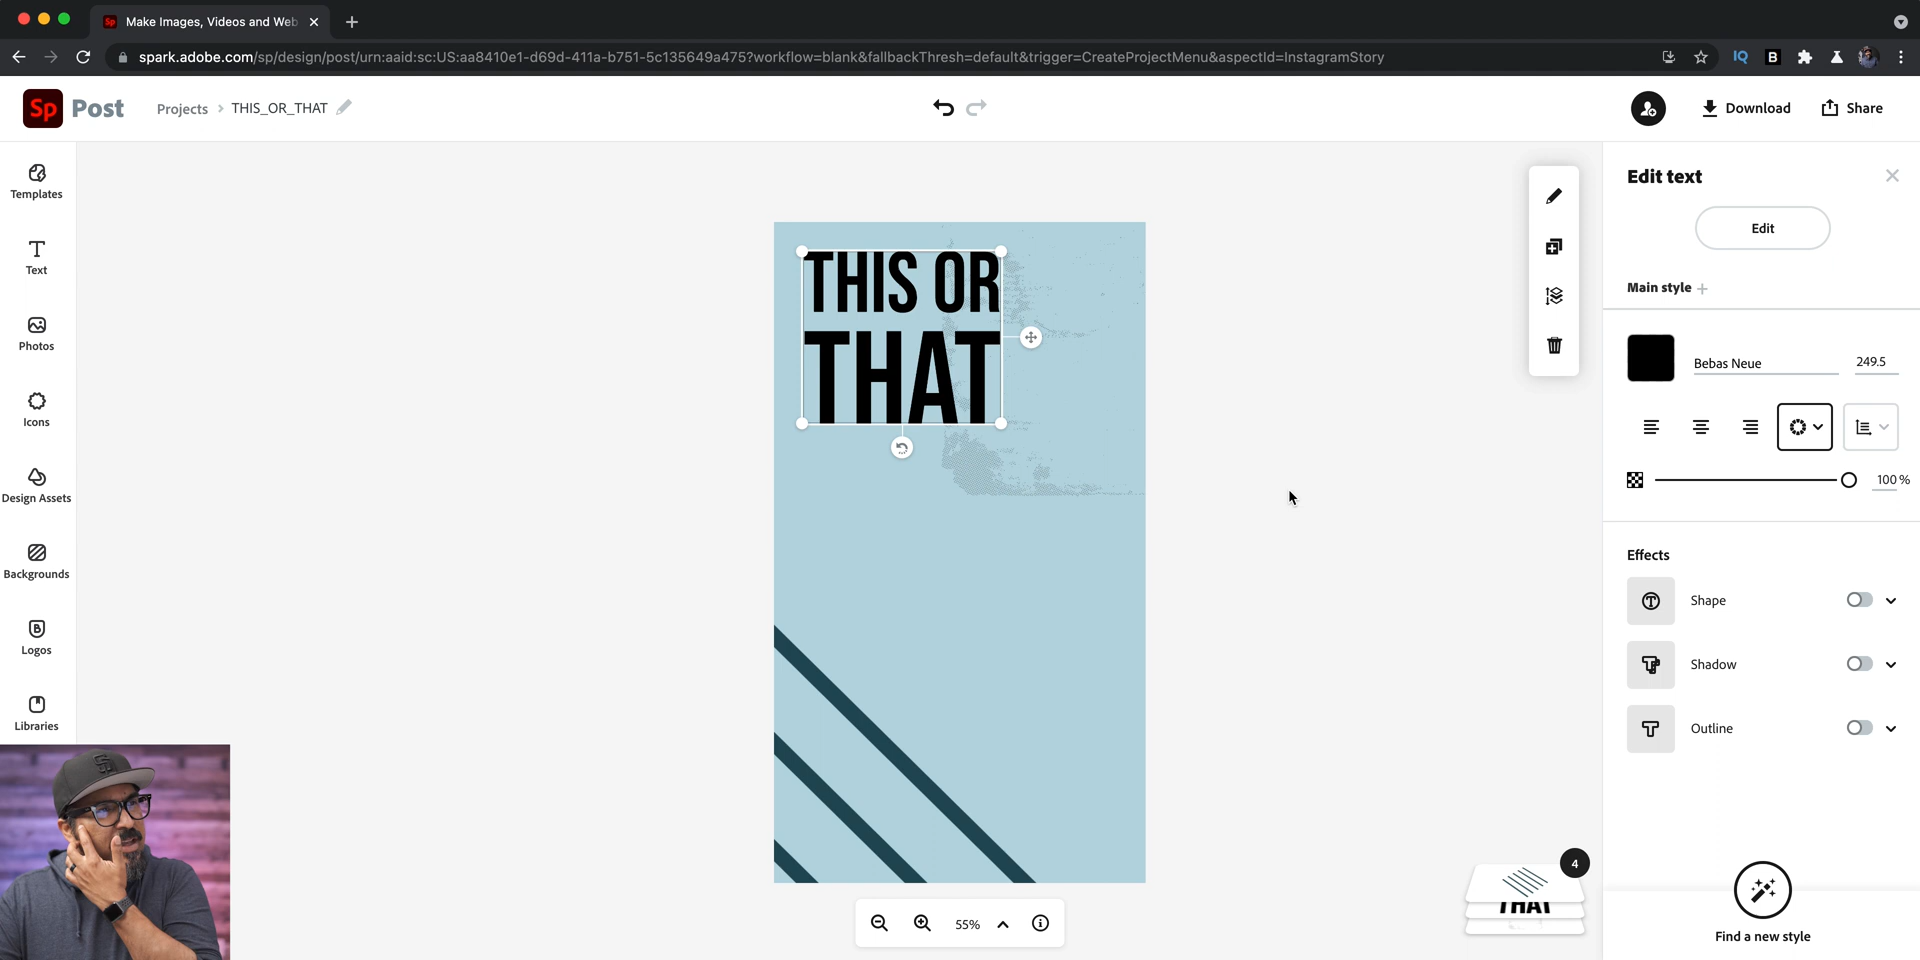 Sp Make Images, Videos and Web
spark.adobe.com/sp/design/post/urn:aaid:sc:US:aa8410e1-d69d-411a-b751-5c135649a475?workflow=blank&fallbackThresh=default&trigger=CreateProjectMenu&aspectId=InstagramStory
IQ
B
Sp Post
Projects > THIS_OR_THAT
Download
Share
Templates
Text
Photos
Icons
Design Assets
Backgrounds
Logos
Libraries
THIS OR
THAT
Edit text
Edit
Main style +
Bebas Neue
249.5
100 %
Effects
Shape
Shadow
Outline
4
THAT
55%
Find a new style